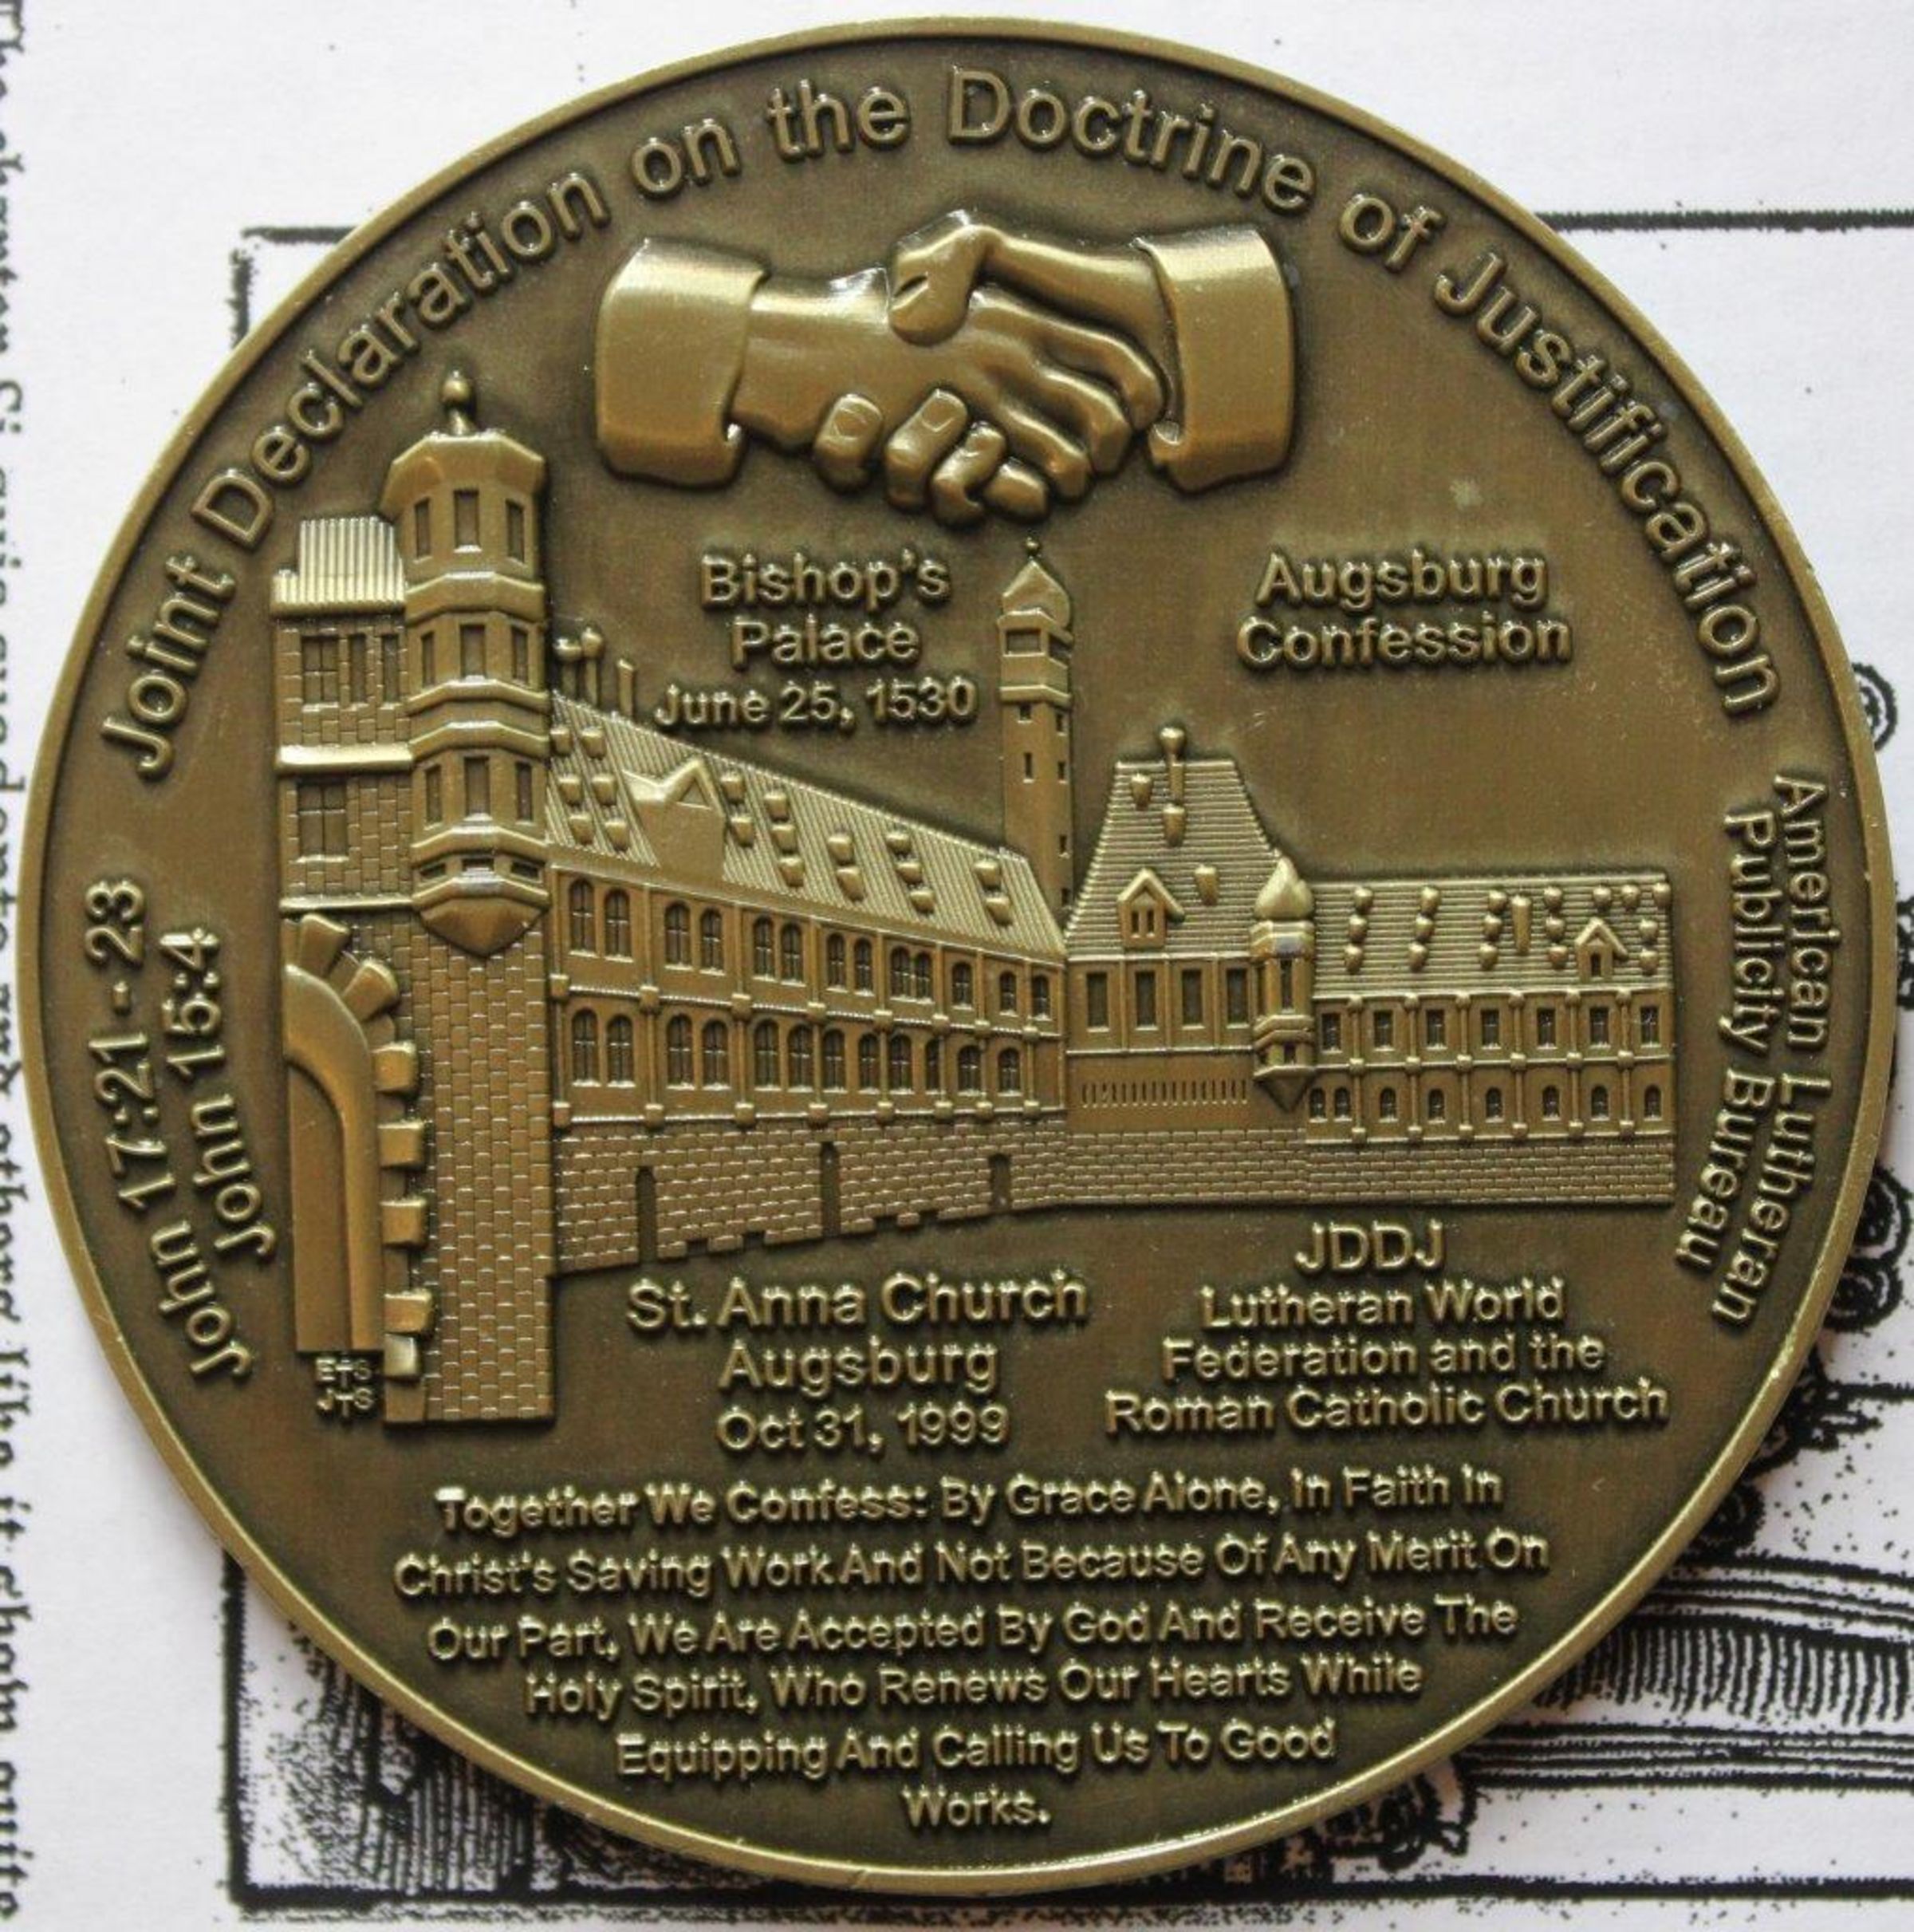 Joint Declaration on the Doctrine of Justification
Bishop's
Palace
June 25, 1530
Augsburg
Confession
American Lutheran
Publicity Bureau
John 17:21-23
John 15:4
St. Anna Church
Augsburg
Oct 31, 1999
JDDJ
Lutheran World
Federation and the
Roman Catholic Church
E†S
J†S
Together We Confess: By Grace Alone, In Faith In
Christ's Saving Work And Not Because Of Any Merit On
Our Part, We Are Accepted By God And Receive The
Holy Spirit, Who Renews Our Hearts While
Equipping And Calling Us To Good
Works.